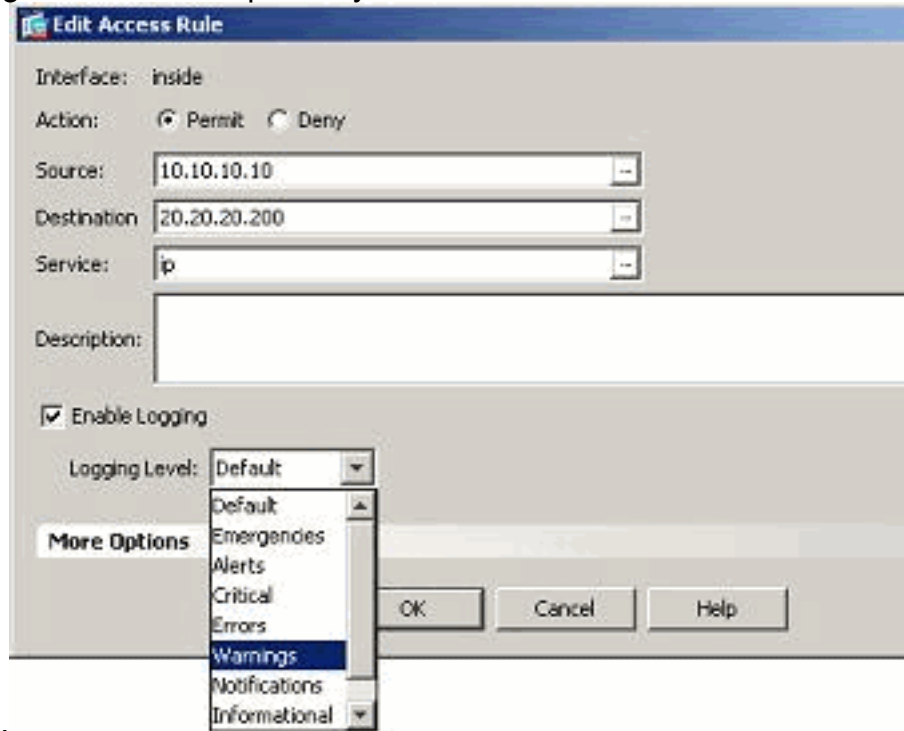 Edit Access Rule
Interface: inside
Action: Permit Deny
Source: 10.10.10.10 ...
Destination 20.20.20.200 ...
Service: ip ...
Description:
Enable Logging
Logging Level: Default
Default
Emergencies
More Options
Alerts
Critical
OK Cancel Help
Errors
Warnings
Notifications
Informational